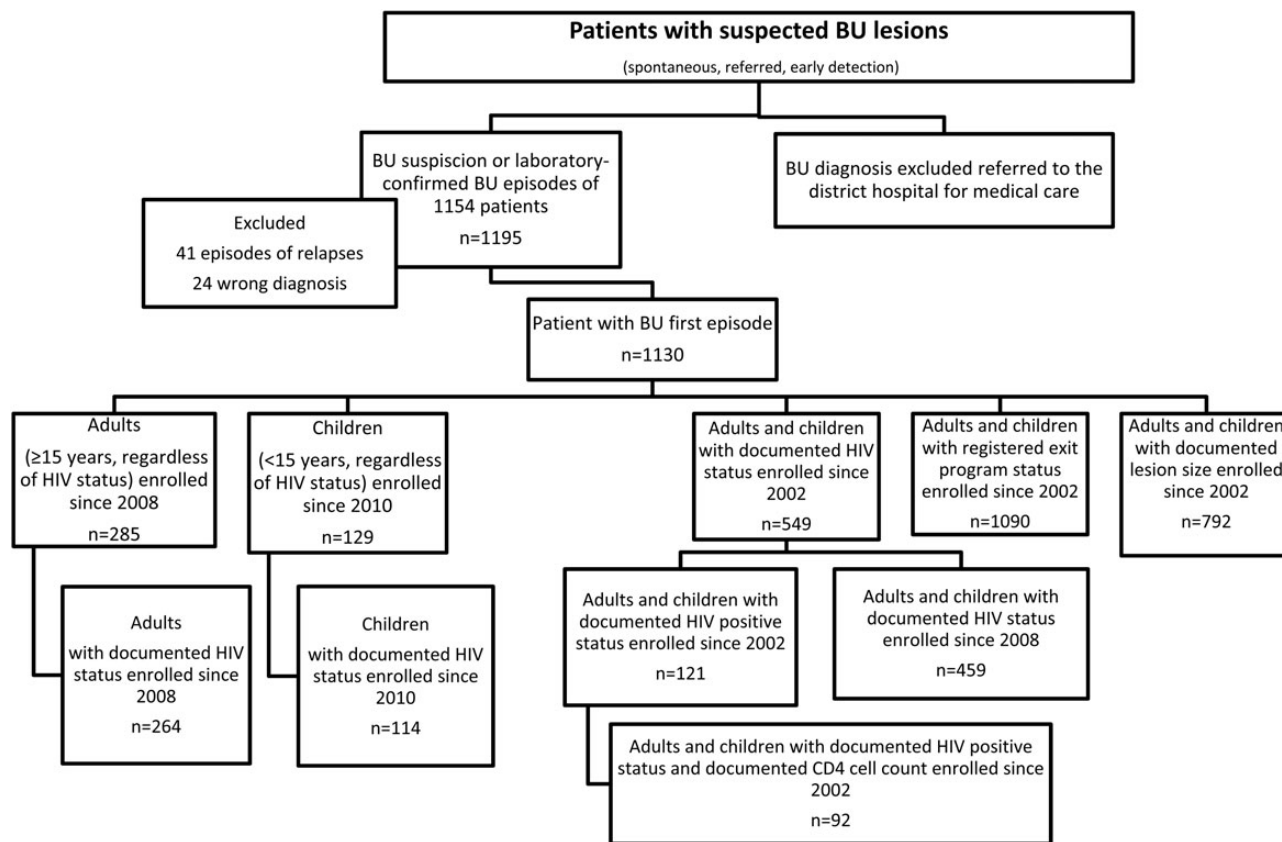 Patients with suspected BU lesions
(spontaneous, referred, early detection)
BU suspiscion or laboratory-
confirmed BU episodes of
1154 patients
n=1195
BU diagnosis excluded referred to the
district hospital for medical care
Excluded
41 episodes of relapses
24 wrong diagnosis
Patient with BU first episode
n=1130
Adults
(≥15 years, regardless
of HIV status) enrolled
since 2008
n=285
Children
(<15 years, regardless
of HIV status) enrolled
since 2010
n=129
Adults and children
with documented HIV
status enrolled since
2002
n=549
Adults and children
with registered exit
program status
enrolled since 2002
n=1090
Adults and children
with documented
lesion size enrolled
since 2002
n=792
Adults
with documented HIV
status enrolled since
2008
n=264
Children
with documented HIV
status enrolled since
2010
n=114
Adults and children with
documented HIV positive
status enrolled since 2002
n=121
Adults and children with
documented HIV status
enrolled since 2008
n=459
Adults and children with documented HIV positive
status and documented CD4 cell count enrolled since
2002
n=92